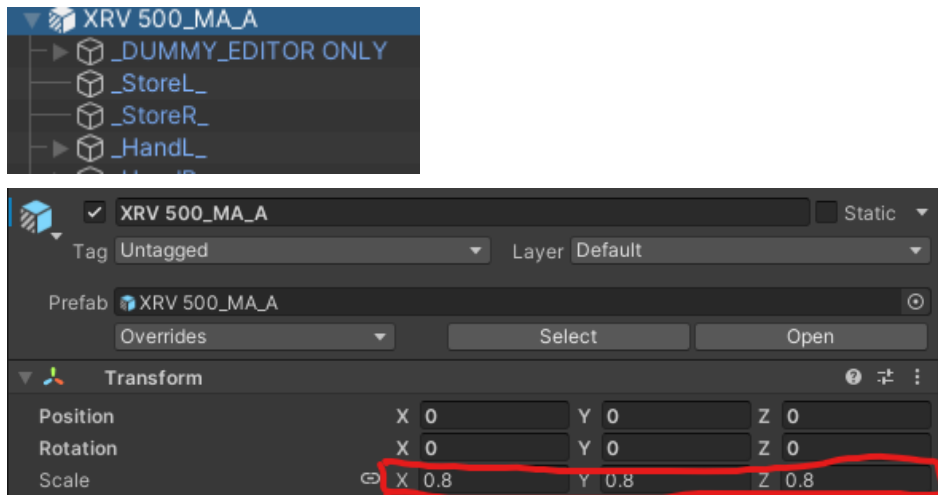 XRV 500_MA_A
_DUMMY_EDITOR ONLY
_StoreL_
_StoreR_
_HandL_
XRV 500_MA_A
Static
Tag Untagged Layer Default
Prefab XRV 500_MA_A
Overrides Select Open
Transform
Position X 0 Y 0 Z 0
Rotation X 0 Y 0 Z 0
Scale X 0.8 Y 0.8 Z 0.8